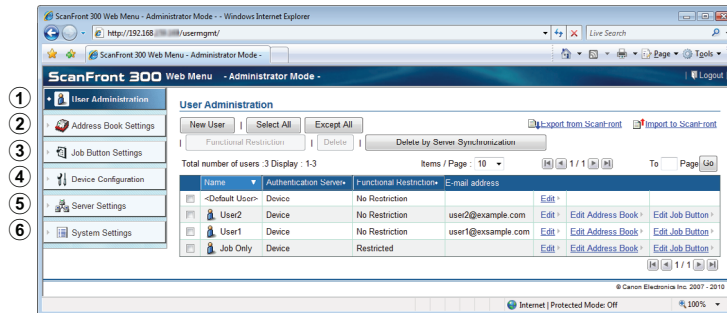 ScanFront 300 Web Menu - Administrator Mode - - Windows Internet Explorer
http://192.168 /usermgmt/
Live Search
ScanFront 300 Web Menu - Administrator Mode -
Page Tools
ScanFront 300 Web Menu - Administrator Mode -
Logout
1 User Administration
2 Address Book Settings
3 Job Button Settings
4 Device Configuration
5 Server Settings
6 System Settings
User Administration
New User | Select All Except All
Export from ScanFront Import to ScanFront
| Functional Restriction | Delete | Delete by Server Synchronization
Total number of users :3 Display : 1-3 Items / Page : 10 1 / 1 To Page Go
Name Authentication Server Functional Restriction E-mail address
<Default User> Device No Restriction Edit
User2 Device No Restriction user2@example.com Edit Edit Address Book Edit Job Button
User1 Device No Restriction user1@exsample.com Edit Edit Address Book Edit Job Button
Job Only Device Restricted Edit Edit Address Book Edit Job Button
1 / 1
© Canon Electronics Inc. 2007 - 2010
Internet | Protected Mode: Off 100%